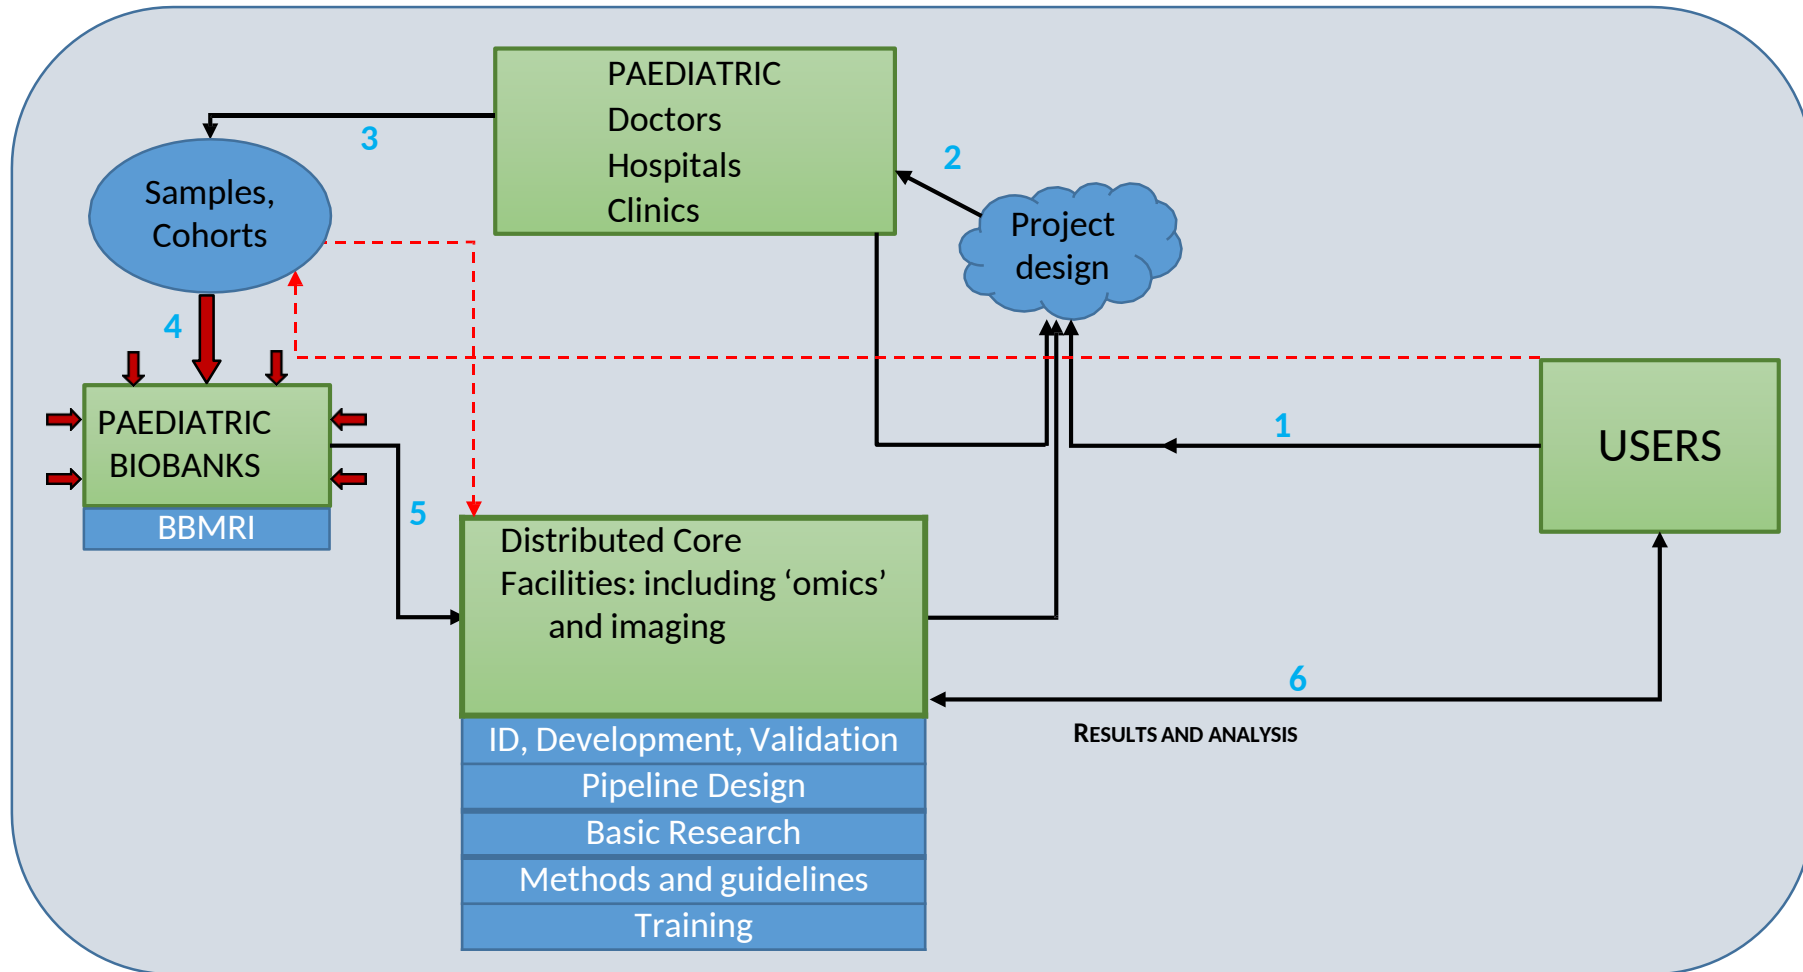 PAEDIATRIC
Doctors
Hospitals
Clinics
3
2
Samples,
Cohorts
Project
design
4
PAEDIATRIC
BIOBANKS
BBMRI
1
USERS
5
Distributed Core
Facilities: including ‘omics’
and imaging
6
RESULTS AND ANALYSIS
ID, Development, Validation
Pipeline Design
Basic Research
Methods and guidelines
Training